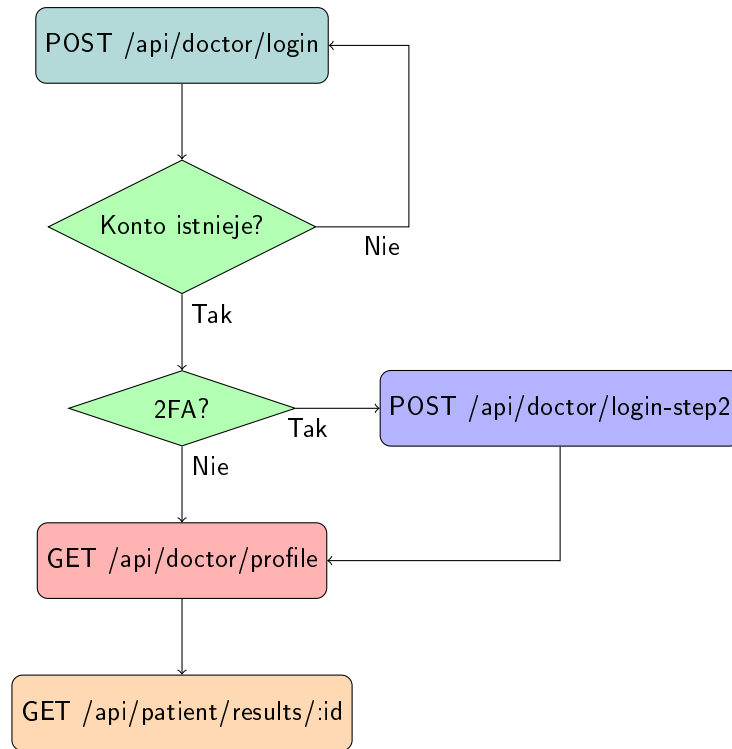 POST /api/doctor/login
Konto istnieje?
Nie
Tak
2FA?
Tak
POST /api/doctor/login-step2
Nie
GET /api/doctor/profile
GET /api/patient/results/:id